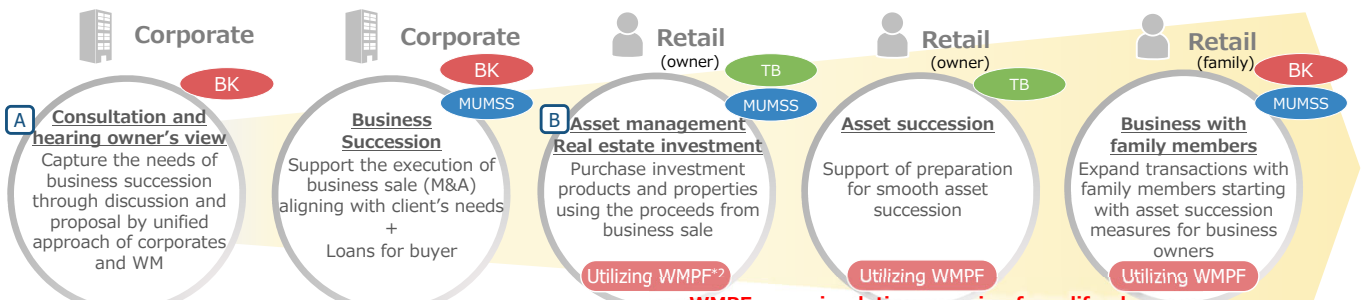 Corporate
BK
A
Consultation and
hearing owner's view
Capture the needs of
business succession
through discussion and
proposal by unified
approach of corporates
and WM
Corporate
BK
MUMSS
Business
Succession
Support the execution of
business sale (M&A)
aligning with client's needs
+
Loans for buyer
Retail
(owner)
TB
MUMSS
B
Asset management
Real estate investment
Purchase investment
products and properties
using the proceeds from
business sale
Utilizing WMPF*2
Retail
(owner)
TB
Asset succession
Support of preparation
for smooth asset
succession
Utilizing WMPF
Retail
(family)
BK
MUMSS
Business with
family members
Expand transactions with
family members starting
with asset succession
measures for business
owners
Utilizing WMPF